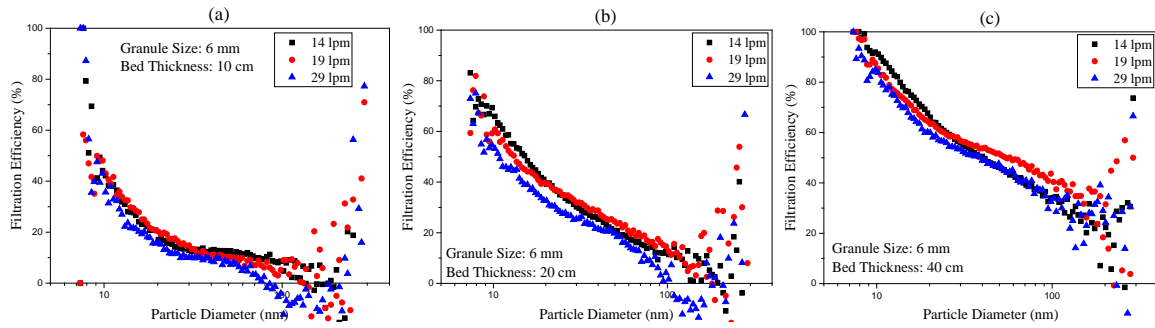 (a)
Granule Size: 6 mm
Bed Thickness: 10 cm
14 lpm
19 lpm
29 lpm
Filtration Efficiency (%)
100
80
60
40
20
0
10
100
Particle Diameter (nm)
(b)
14 lpm
19 lpm
29 lpm
Filtration Efficiency (%)
100
80
60
40
20
0
Granule Size: 6 mm
Bed Thickness: 20 cm
10
100
Particle Diameter (nm)
(c)
14 lpm
19 lpm
29 lpm
Filtration Efficiency (%)
100
80
60
40
20
0
Granule Size: 6 mm
Bed Thickness: 40 cm
10
100
Particle Diameter (nm)